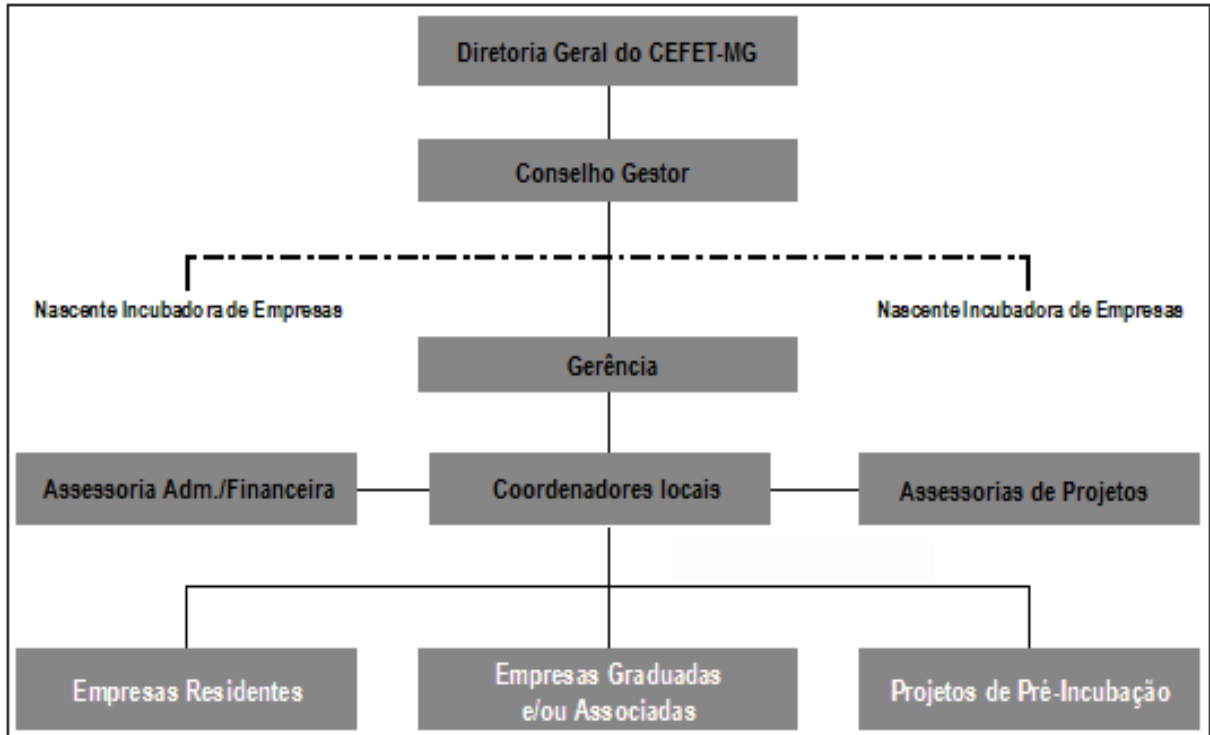 Diretoria Geral do CEFET-MG
Conselho Gestor
Nascente Incubadora de Empresas
Nascente Incubadora de Empresas
Gerência
Assessoria Adm./Financeira
Coordenadores locais
Assessorias de Projetos
Empresas Residentes
Empresas Graduadas
e/ou Associadas
Projetos de Pré-Incubação